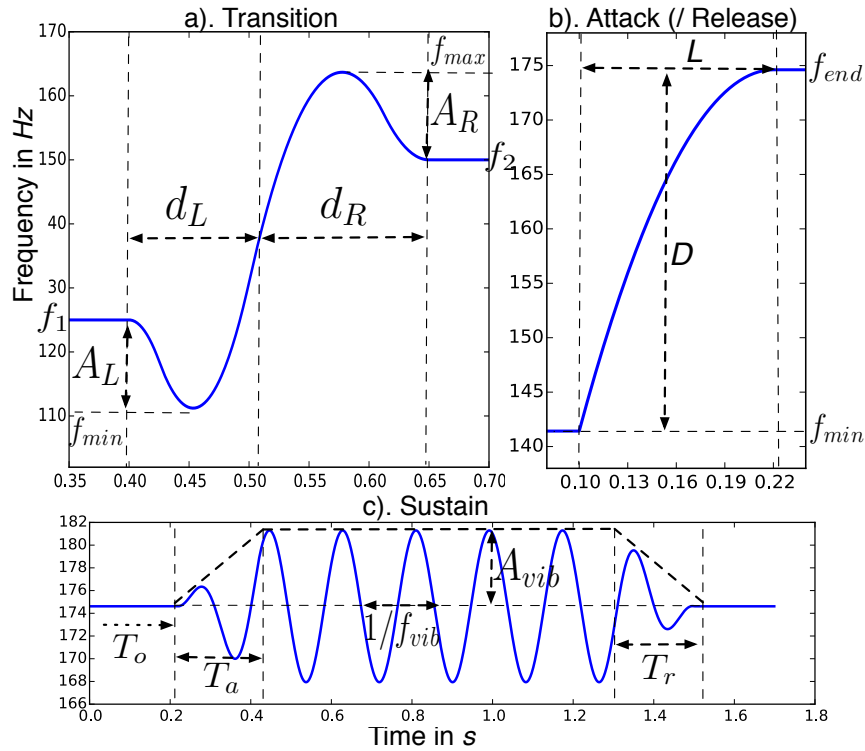 a). Transition
Frequency in Hz
170
160
150
40
30
120
110
0.35 0.40 0.45 0.50 0.55 0.60 0.65 0.70
f_max
A_R
f_2
d_L
d_R
f_1
A_L
f_min
b). Attack (/ Release)
175
170
165
160
155
150
145
140
0.10 0.13 0.16 0.19 0.22
L
f_end
D
f_min
c). Sustain
182
180
178
176
174
172
170
168
166
0.0 0.2 0.4 0.6 0.8 1.0 1.2 1.4 1.6 1.8
A_vib
1/f_vib
T_o
T_a
T_r
Time in s